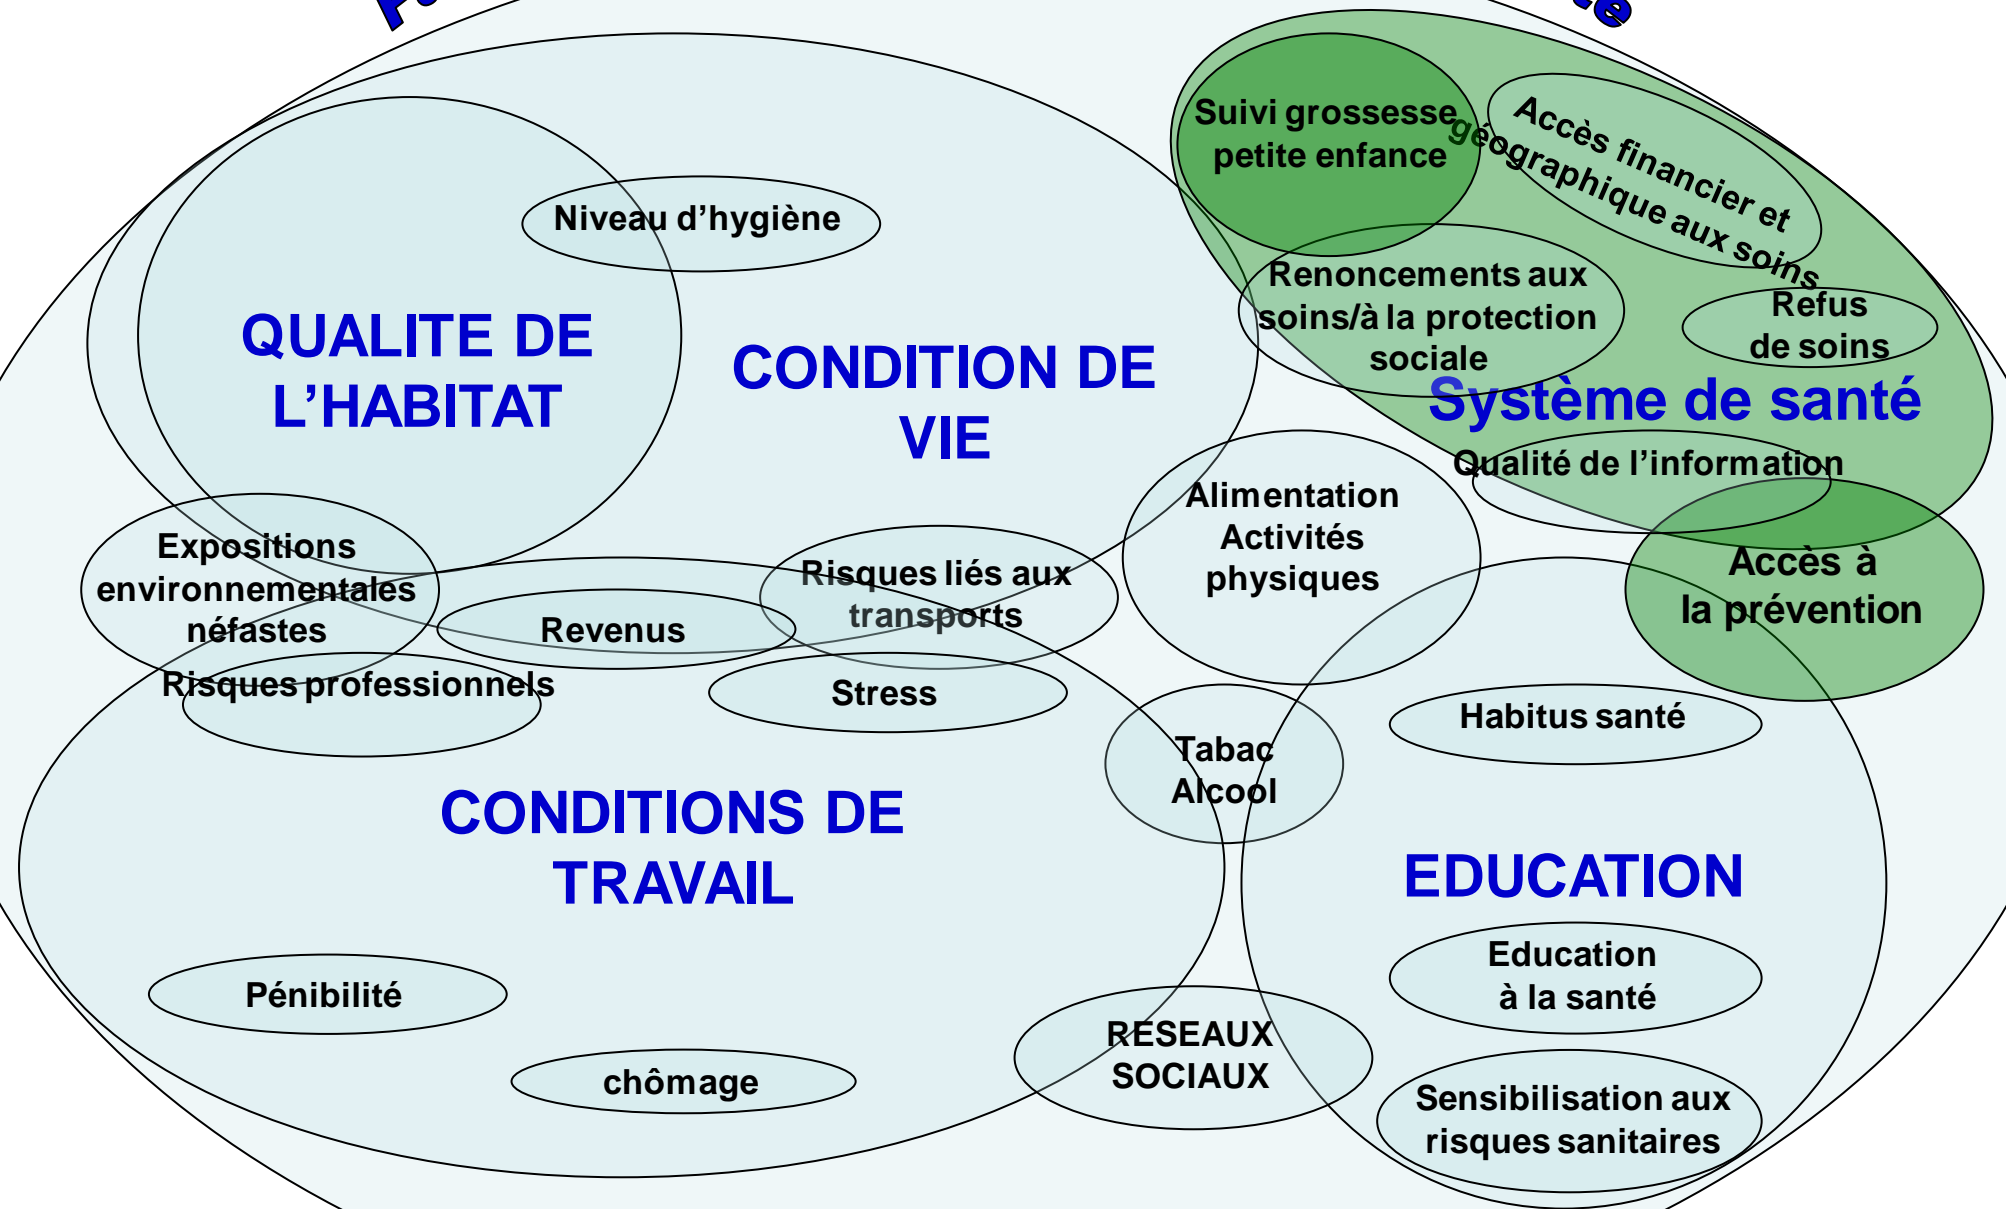 Suivi grossesse
petite enfance
Accès financier et
géographique aux soins
Niveau d’hygiène
Renoncements aux
soins/à la protection
sociale
Refus
de soins
QUALITE DE
L’HABITAT
CONDITION DE
VIE
Système de santé
Qualité de l’information
Alimentation
Activités
physiques
Expositions
environnementales
néfastes
Risques liés aux
transports
Accès à
la prévention
Revenus
Risques professionnels
Stress
Habitus santé
Tabac
Alcool
CONDITIONS DE
TRAVAIL
EDUCATION
Education
à la santé
Pénibilité
RESEAUX
SOCIAUX
chômage
Sensibilisation aux
risques sanitaires